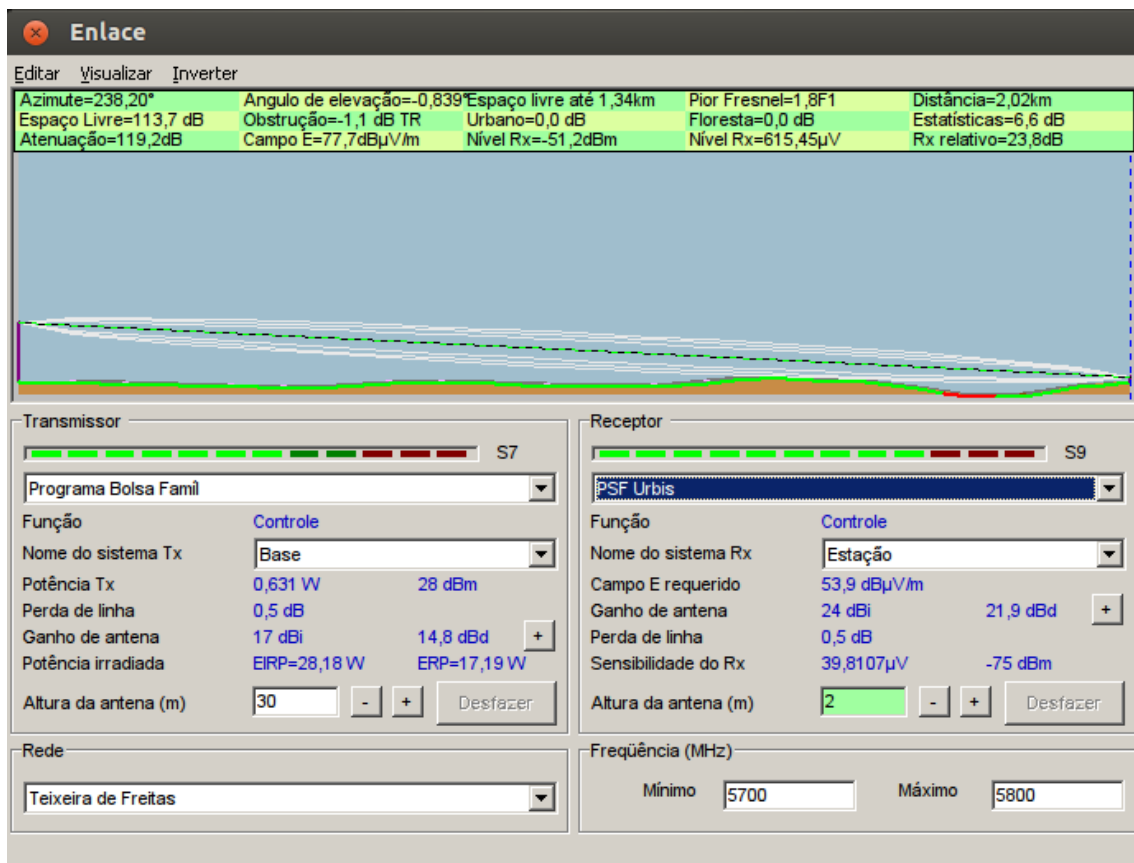 Enlace
Editar Visualizar Inverter
Azimute=238,20° Angulo de elevação=-0,839° Espaço livre até 1,34km Pior Fresnel=1,8F1 Distância=2,02km
Espaço Livre=113,7 dB Obstrução=-1,1 dB TR Urbano=0,0 dB Floresta=0,0 dB Estatísticas=6,6 dB
Atenuação=119,2dB Campo E=77,7dBµV/m Nível Rx=-51,2dBm Nível Rx=615,45µV Rx relativo=23,8dB
Transmissor
S7
Programa Bolsa Famíl
Função Controle
Nome do sistema Tx Base
Potência Tx 0,631 W 28 dBm
Perda de linha 0,5 dB
Ganho de antena 17 dBi 14,8 dBd +
Potência irradiada EIRP=28,18 W ERP=17,19 W
Altura da antena (m) 30 - + Desfazer
Receptor
S9
PSF Urbis
Função Controle
Nome do sistema Rx Estação
Campo E requerido 53,9 dBµV/m
Ganho de antena 24 dBi 21,9 dBd +
Perda de linha 0,5 dB
Sensibilidade do Rx 39,8107µV -75 dBm
Altura da antena (m) 2 - + Desfazer
Rede
Teixeira de Freitas
Freqüência (MHz)
Mínimo 5700 Máximo 5800